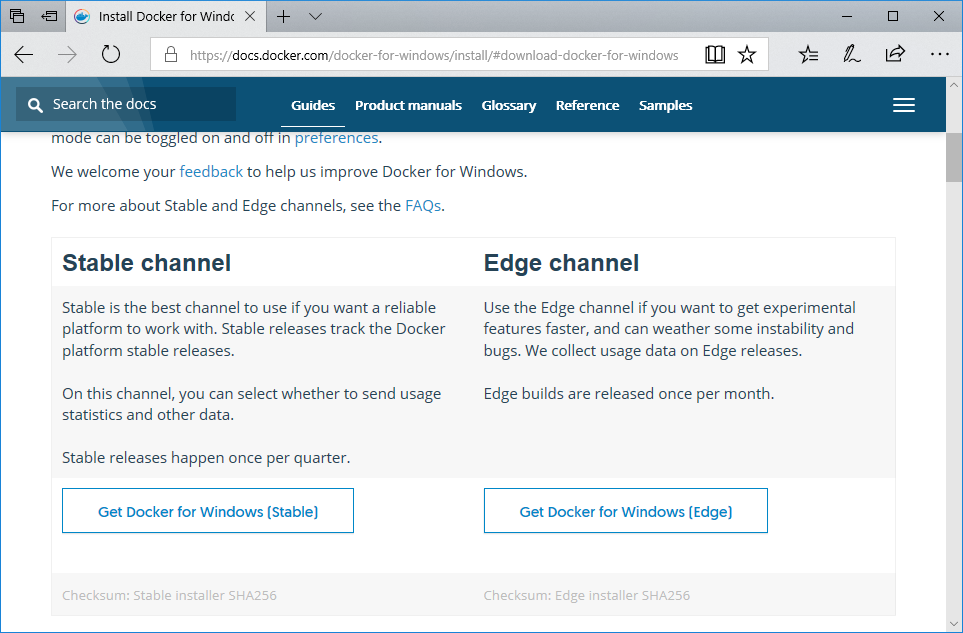 Install Docker for Windo
https://docs.docker.com/docker-for-windows/install/#download-docker-for-windows
Search the docs
Guides Product manuals Glossary Reference Samples
mode can be toggled on and off in preferences.
We welcome your feedback to help us improve Docker for Windows.
For more about Stable and Edge channels, see the FAQs.
Stable channel
Stable is the best channel to use if you want a reliable
platform to work with. Stable releases track the Docker
platform stable releases.
On this channel, you can select whether to send usage
statistics and other data.
Stable releases happen once per quarter.
Get Docker for Windows (Stable)
Checksum: Stable installer SHA256
Edge channel
Use the Edge channel if you want to get experimental
features faster, and can weather some instability and
bugs. We collect usage data on Edge releases.
Edge builds are released once per month.
Get Docker for Windows (Edge)
Checksum: Edge installer SHA256